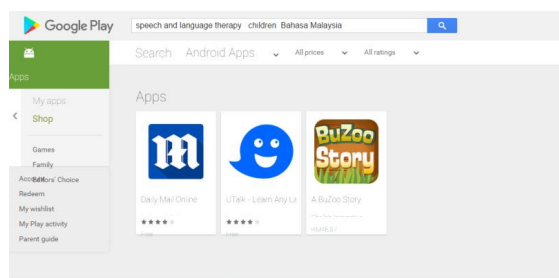 Google Play
speech and language therapy children Bahasa Malaysia
Search Android Apps All prices All ratings
Apps
My apps
Shop
Games
Family
Editors' Choice
Account
Redeem
My wishlist
My Play activity
Parent guide
Apps
Daily Mail Online
UTalk - Learn Any L
BuZoo
Story
A BuZoo Story
Free
Free